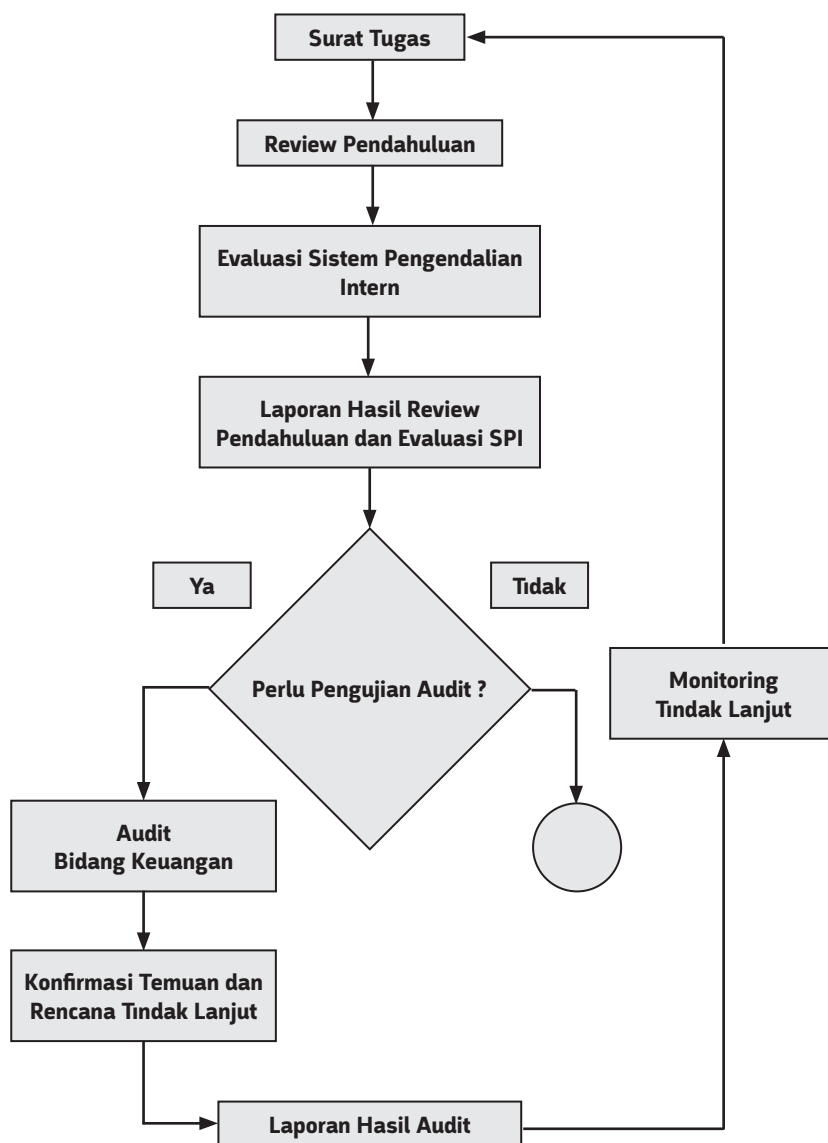 Surat Tugas
Review Pendahuluan
Evaluasi Sistem Pengendalian
Intern
Laporan Hasil Review
Pendahuluan dan Evaluasi SPI
Ya
Tidak
Perlu Pengujian Audit ?
Monitoring
Tindak Lanjut
Audit
Bidang Keuangan
Konfirmasi Temuan dan
Rencana Tindak Lanjut
Laporan Hasil Audit